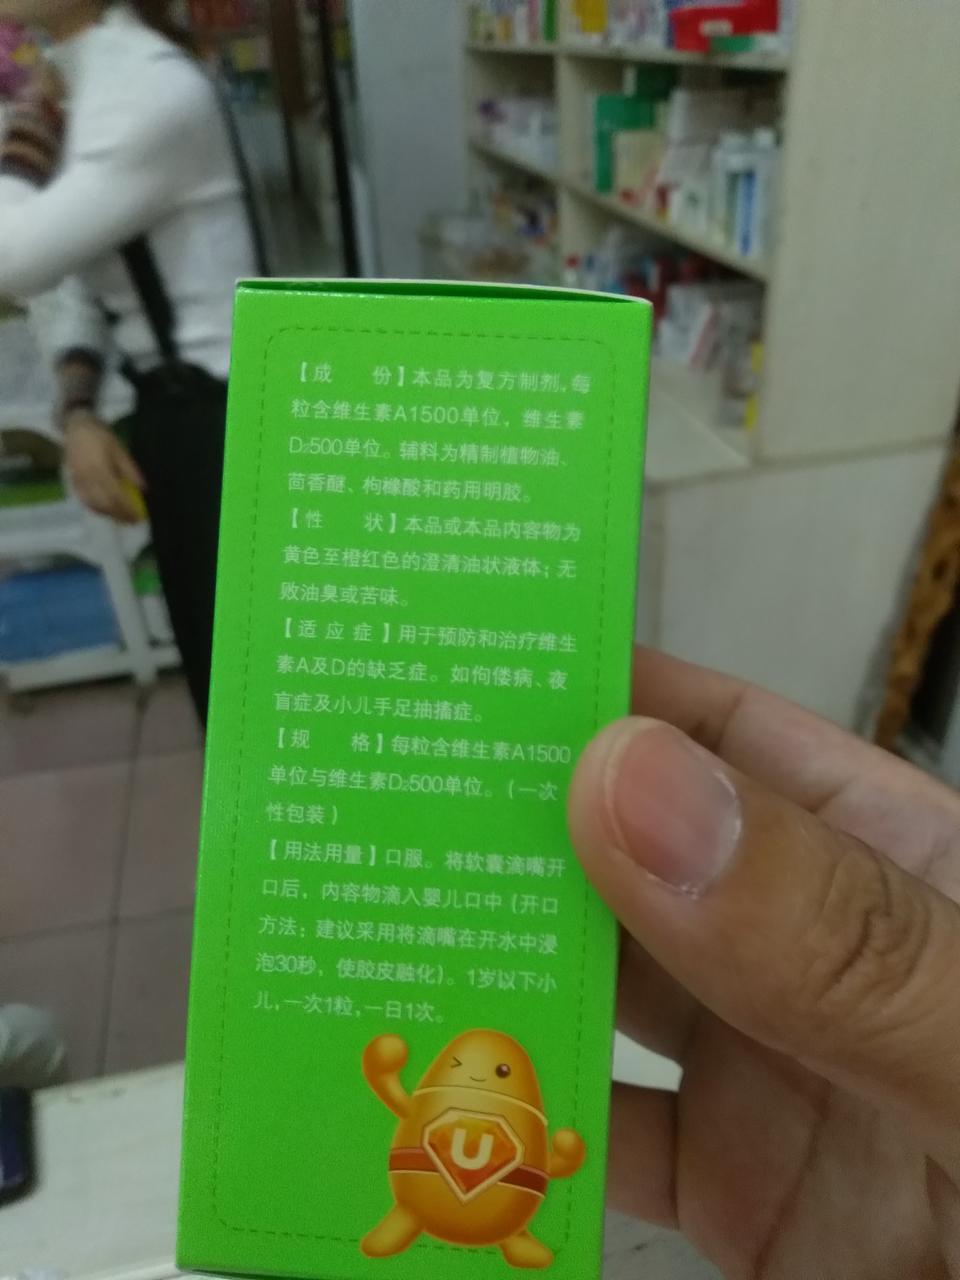 【成　份】本品为复方制剂，每
粒含维生素A1500单位，维生素
D₂500单位。辅料为精制植物油、
茴香醚、枸橼酸和药用明胶。
【性　状】本品或本品内容物为
黄色至橙红色的澄清油状液体；无
败油臭或苦味。
【适应症】用于预防和治疗维生
素A及D的缺乏症。如佝偻病、夜
盲症及小儿手足抽搐症。
【规　格】每粒含维生素A1500
单位与维生素D₂500单位。(一次
性包装)
【用法用量】口服。将软囊滴嘴开
口后，内容物滴入婴儿口中(开口
方法：建议采用将滴嘴在开水中浸
泡30秒，使胶皮融化)。1岁以下小
儿，一次1粒，一日1次。
U